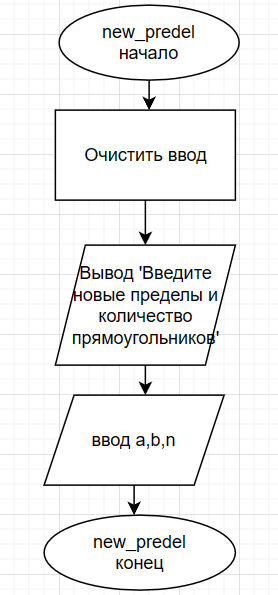 new_predel
начало
Очистить ввод
Вывод 'Введите
новые пределы и
количество
прямоугольников'
ввод a,b,n
new_predel
конец